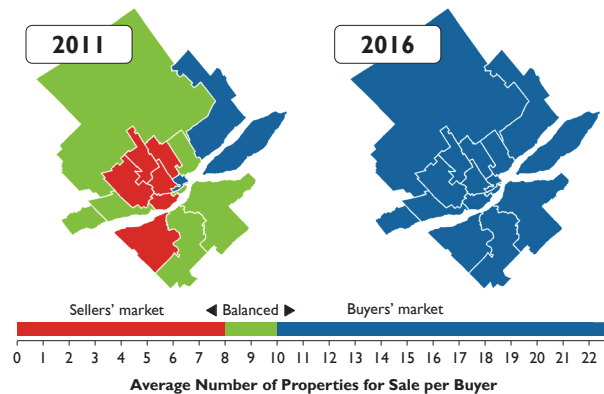 2011
2016
Sellers' market
◀ Balanced ▶
Buyers' market
0 1 2 3 4 5 6 7 8 9 10 11 12 13 14 15 16 17 18 19 20 21 22
Average Number of Properties for Sale per Buyer